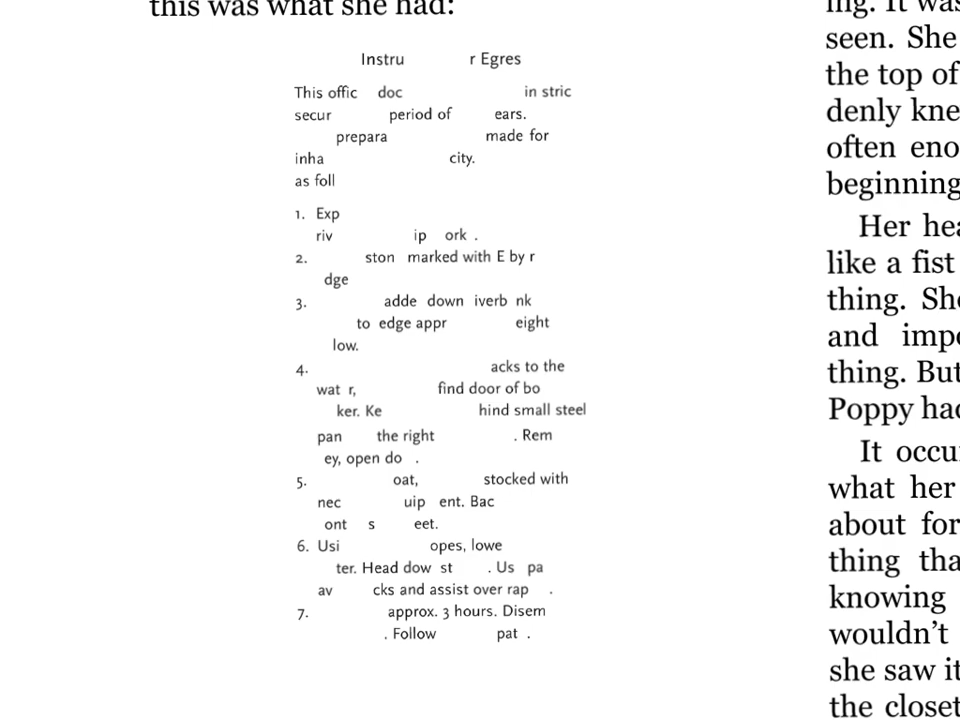 this was what she had:
Instru r Egres
This offic doc in stric
secur period of ears.
prepara made for
inha city.
as foll
1. Exp
riv ip ork .
2. ston marked with E by r
dge
3. adde down iverb nk
to edge appr eight
low.
4. acks to the
wat r, find door of bo
ker. Ke hind small steel
pan the right . Rem
ey, open do .
5. oat, stocked with
nec uip ent. Bac
ont s eet.
6. Usi opes, lowe
ter. Head dow st . Us pa
av cks and assist over rap .
7. approx. 3 hours. Disem
. Follow pat .
ing. It was
seen. She
the top of
denly kne
often eno
beginning
Her hea
like a fist
thing. She
and impo
thing. But
Poppy had
It occu
what her
about for
thing tha
knowing
wouldn't
she saw it
the closet